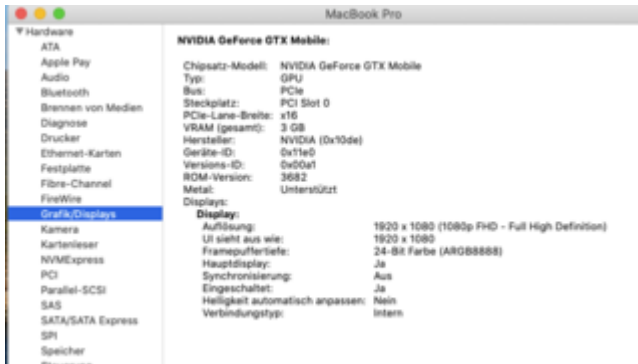 MacBook Pro
Hardware
ATA
Apple Pay
Audio
Bluetooth
Brennen von Medien
Diagnose
Drucker
Ethernet-Karten
Festplatte
Fibre-Channel
FireWire
Grafik/Displays
Kamera
Kartenleser
NVMExpress
PCI
Parallel-SCSI
SAS
SATA/SATA Express
SPI
Speicher
NVIDIA GeForce GTX Mobile:
Chipsatz-Modell: NVIDIA GeForce GTX Mobile
Typ: GPU
Bus: PCIe
Steckplatz: PCI Slot 0
PCIe-Lane-Breite: x16
VRAM (gesamt): 3 GB
Hersteller: NVIDIA (0x10de)
Geräte-ID: 0x11e0
Versions-ID: 0x00a1
ROM-Version: 3682
Metal: Unterstützt
Displays:
Display:
Auflösung: 1920 x 1080 (1080p FHD - Full High Definition)
UI sieht aus wie: 1920 x 1080
Framepuffertiefe: 24-Bit Farbe (ARGB8888)
Hauptdisplay: Ja
Synchronisierung: Aus
Eingeschaltet: Ja
Helligkeit automatisch anpassen: Nein
Verbindungstyp: Intern